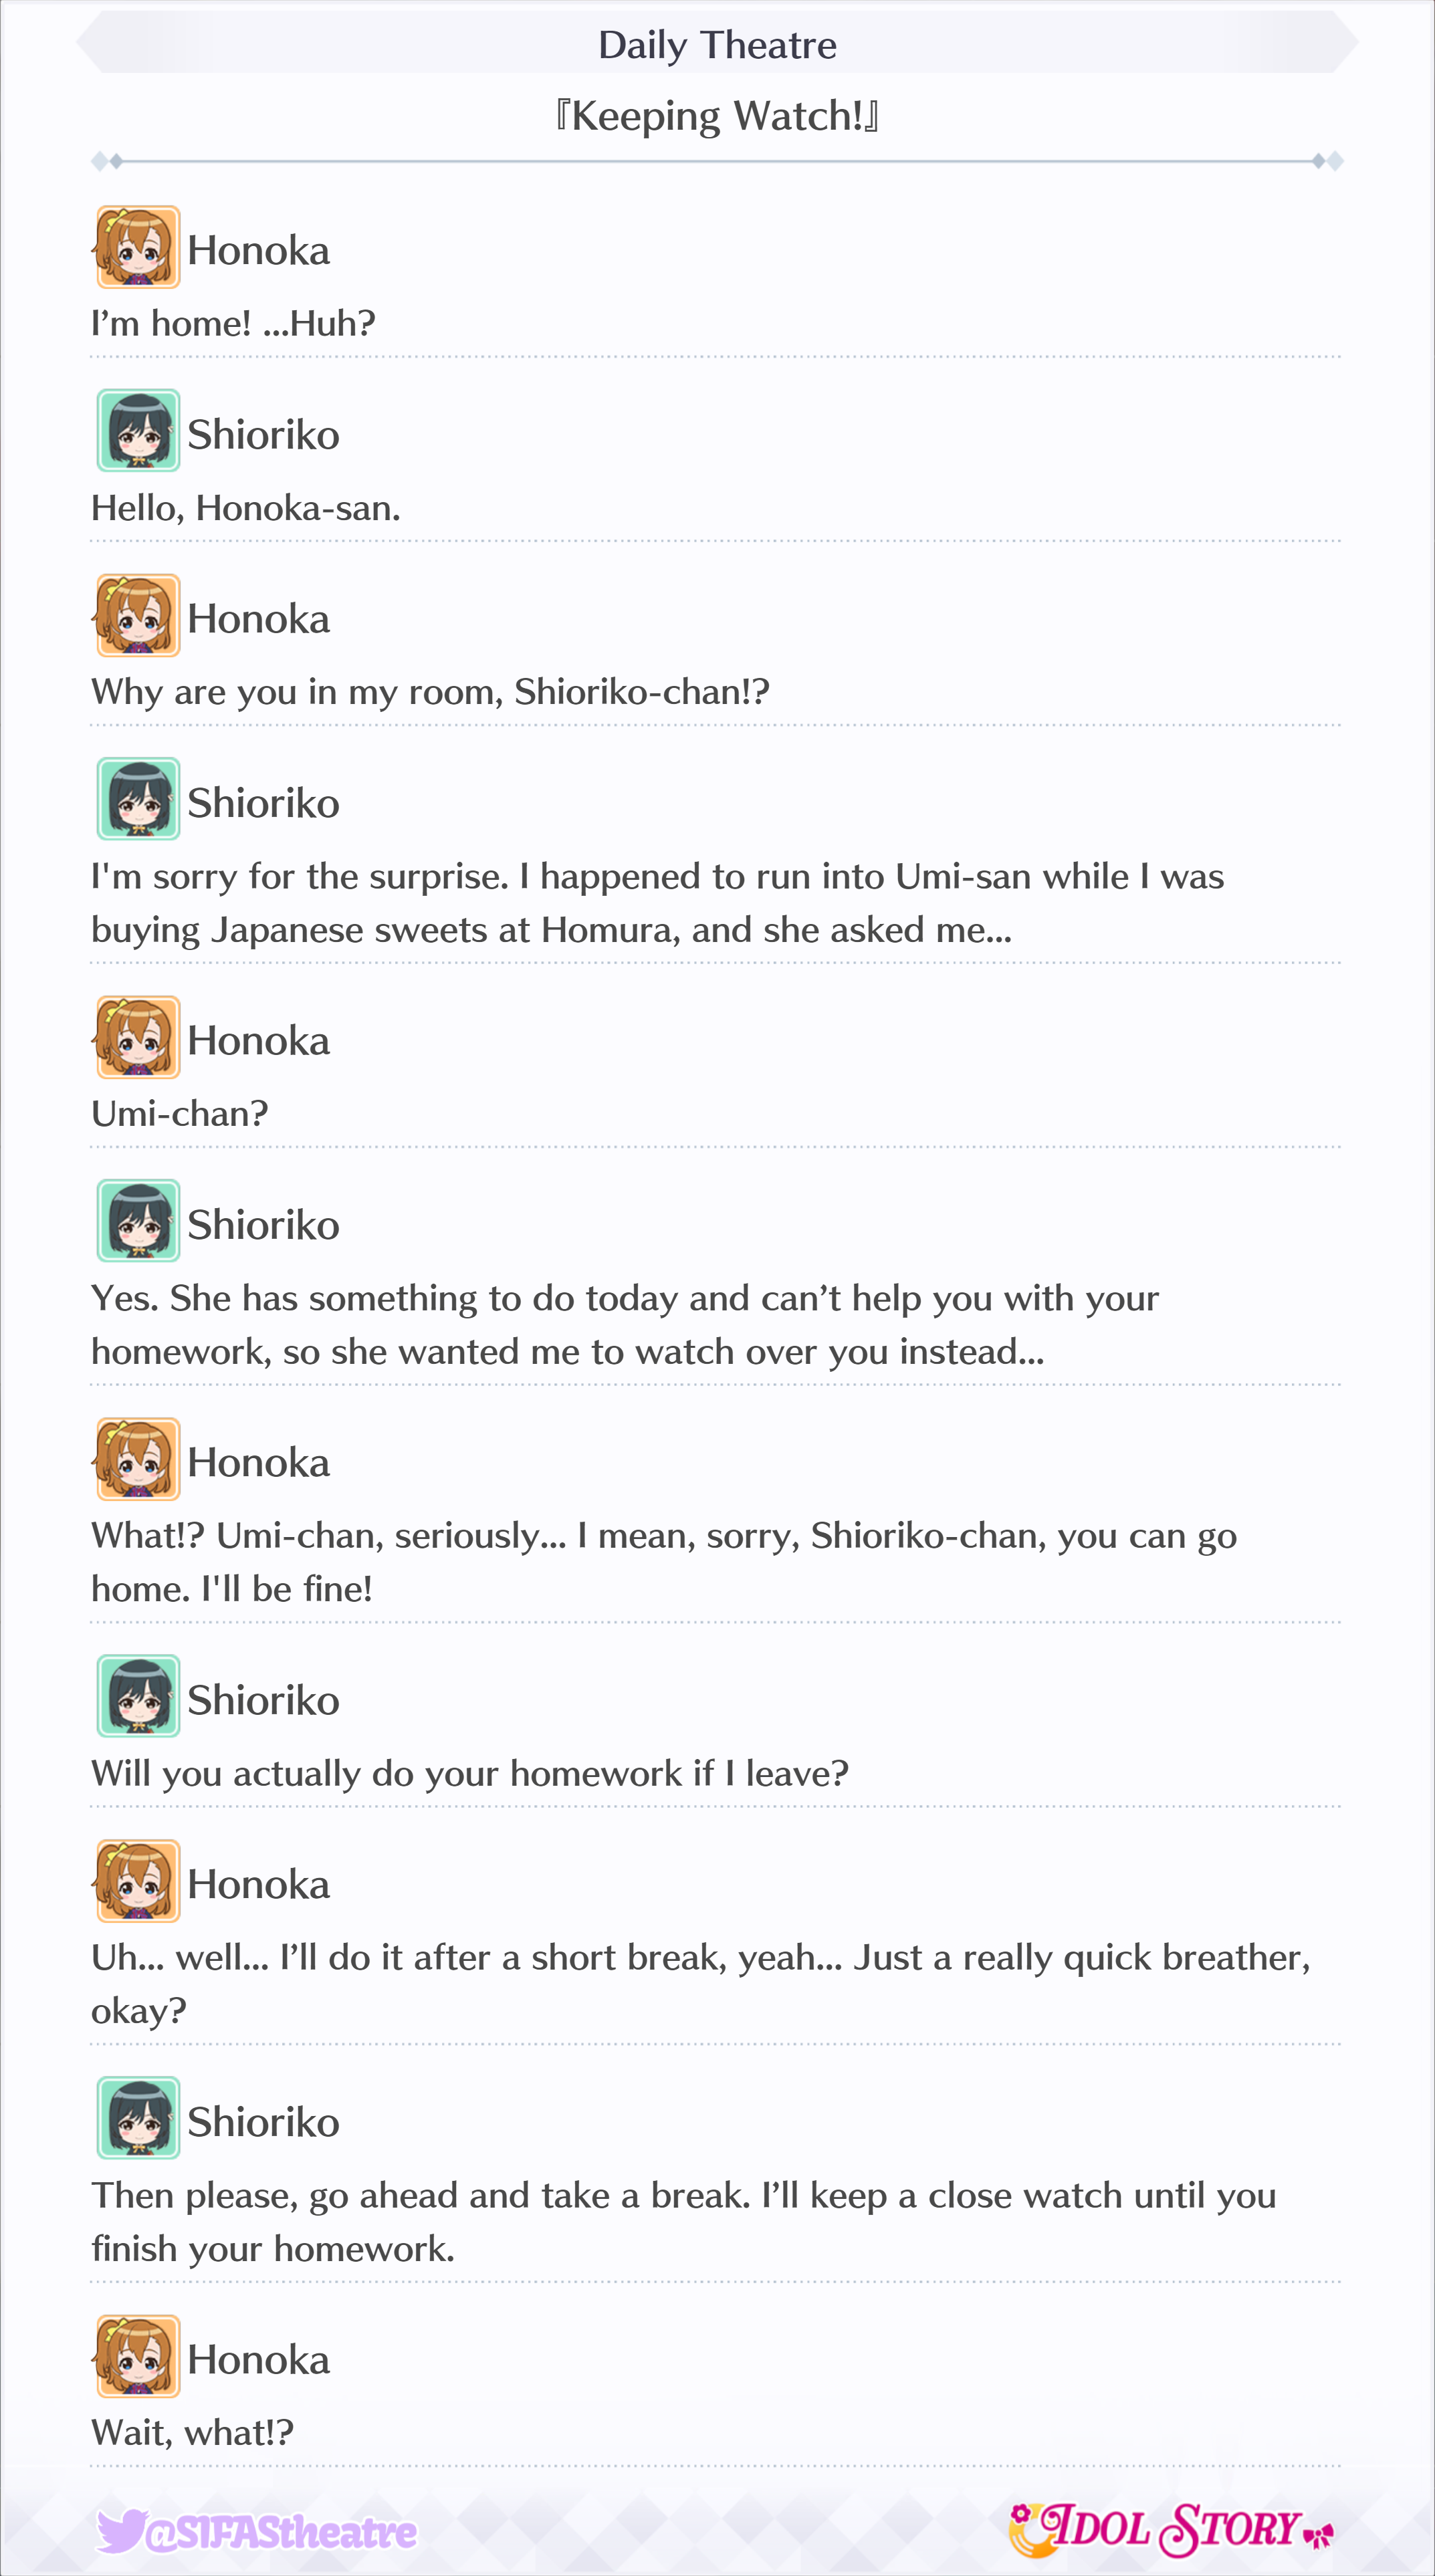 Daily Theatre
『Keeping Watch!』
Honoka
I’m home! ...Huh?
Shioriko
Hello, Honoka-san.
Honoka
Why are you in my room, Shioriko-chan!?
Shioriko
I'm sorry for the surprise. I happened to run into Umi-san while I was
buying Japanese sweets at Homura, and she asked me...
Honoka
Umi-chan?
Shioriko
Yes. She has something to do today and can’t help you with your
homework, so she wanted me to watch over you instead...
Honoka
What!? Umi-chan, seriously... I mean, sorry, Shioriko-chan, you can go
home. I'll be fine!
Shioriko
Will you actually do your homework if I leave?
Honoka
Uh... well... I’ll do it after a short break, yeah... Just a really quick breather,
okay?
Shioriko
Then please, go ahead and take a break. I’ll keep a close watch until you
finish your homework.
Honoka
Wait, what!?
@SIFAStheatre
IDOL STORY